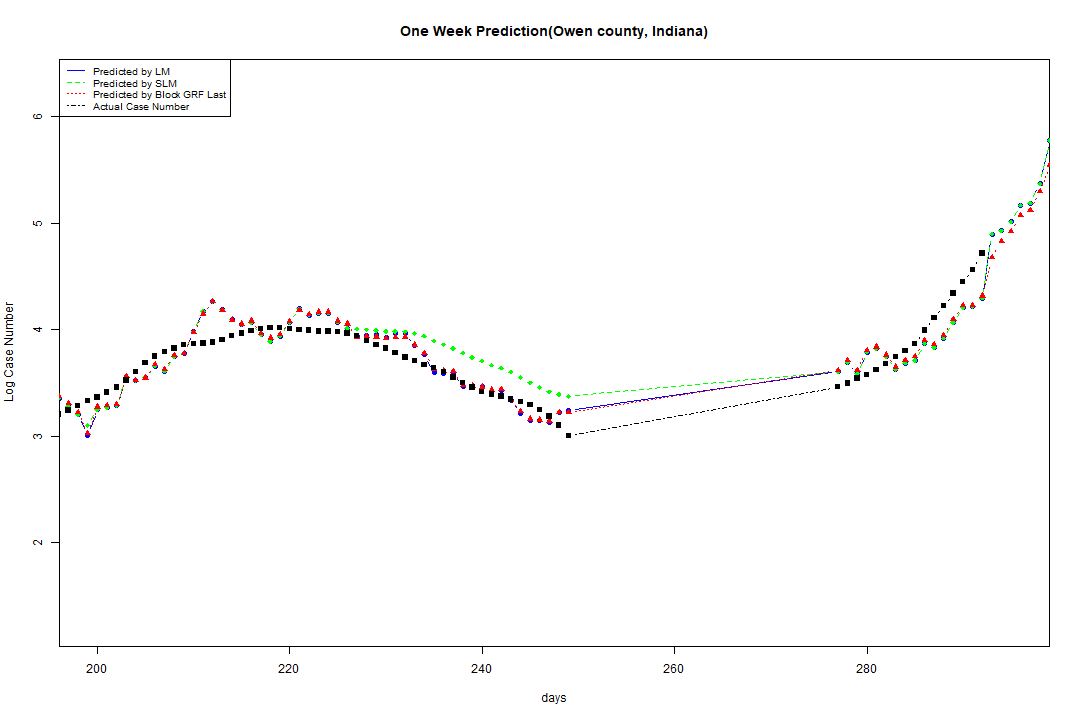 One Week Prediction(Owen county, Indiana)
Predicted by LM
Predicted by SLM
Predicted by Block GRF Last
Actual Case Number
6
5
4
3
2
Log Case Number
200 220 240 260 280
days